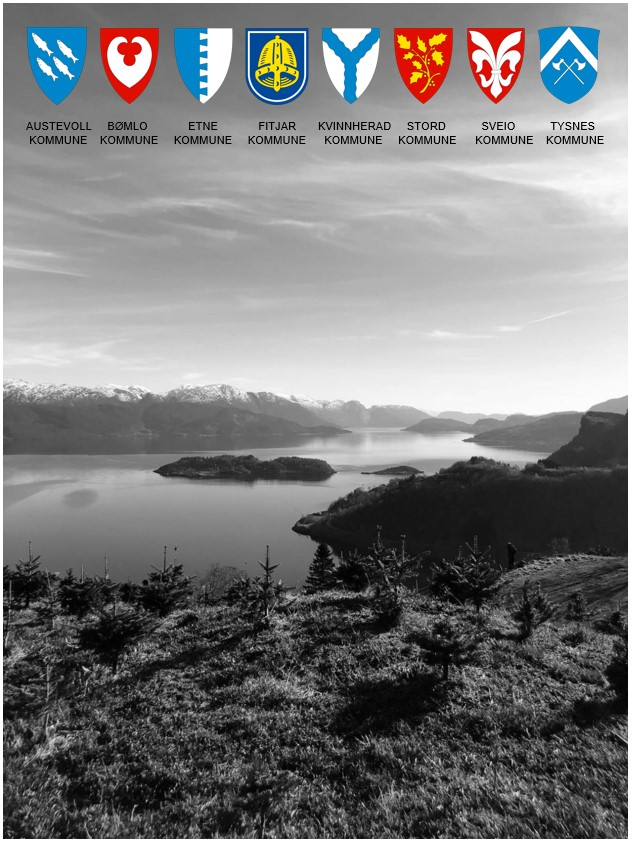 AUSTEVOLL KOMMUNE
BØMLO KOMMUNE
ETNE KOMMUNE
FITJAR KOMMUNE
KVINNHERAD KOMMUNE
STORD KOMMUNE
SVEIO KOMMUNE
TYSNES KOMMUNE